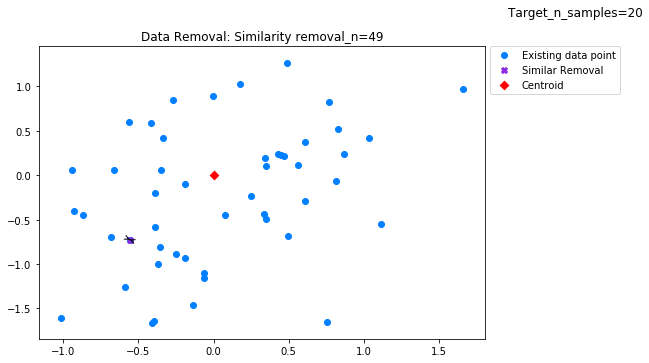 Target_n_samples=20
Data Removal: Similarity removal_n=49
Existing data point
Similar Removal
Centroid
1.0
0.5
0.0
−0.5
−1.0
−1.5
−1.0
−0.5
0.0
0.5
1.0
1.5